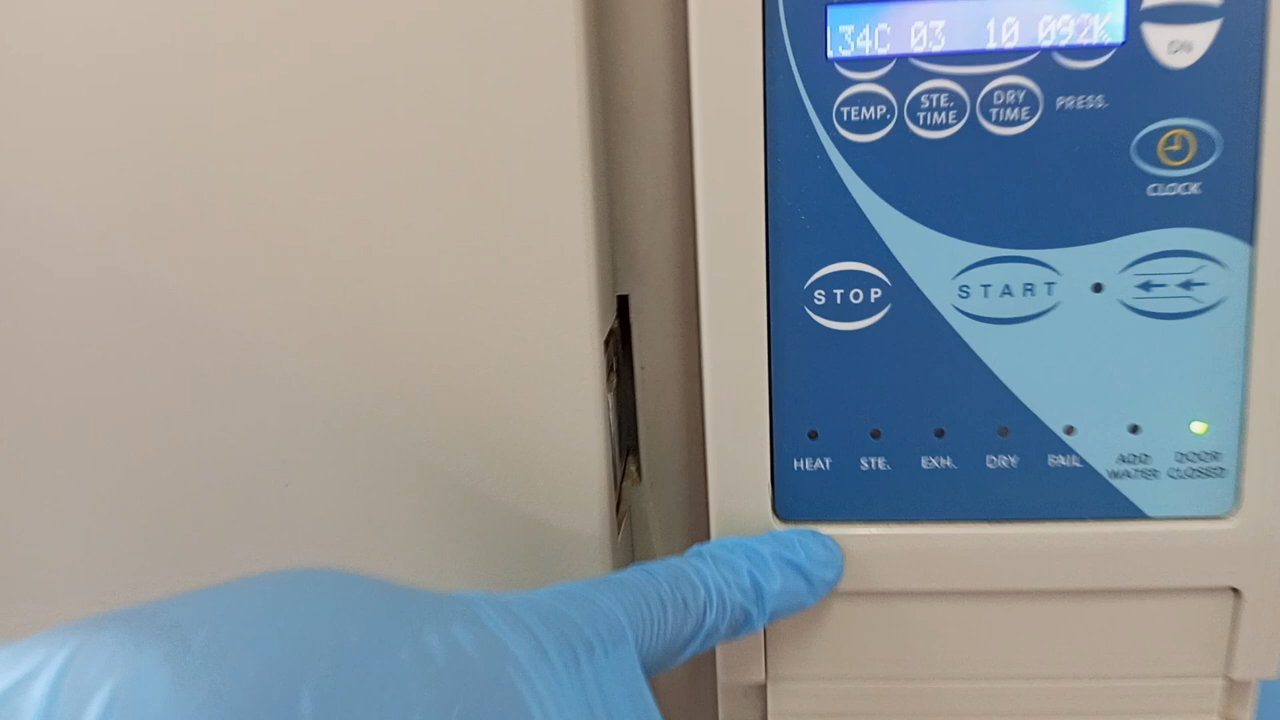 134C 03 10 092K
ON
TEMP. STE. TIME DRY TIME PRESS.
CLOCK
STOP START
HEAT STE. EXH. DRY FAIL ADD WATER DOOR CLOSED